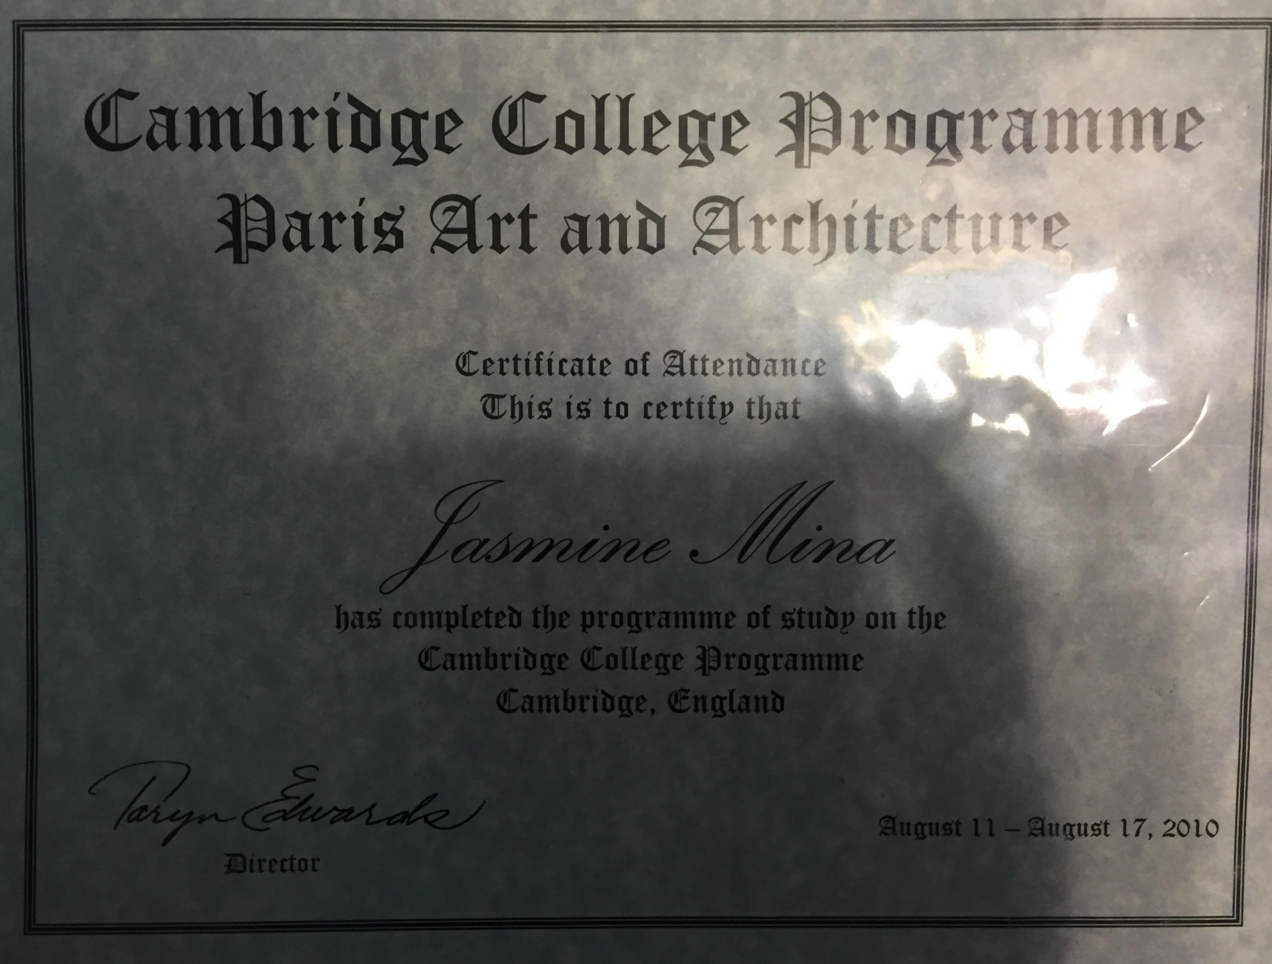 Cambridge College Programme
Paris Art and Architecture
Certificate of Attendance
This is to certify that
Jasmine Mina
has completed the programme of study on the
Cambridge College Programme
Cambridge, England
Taryn Edwards
Director
August 11 – August 17, 2010